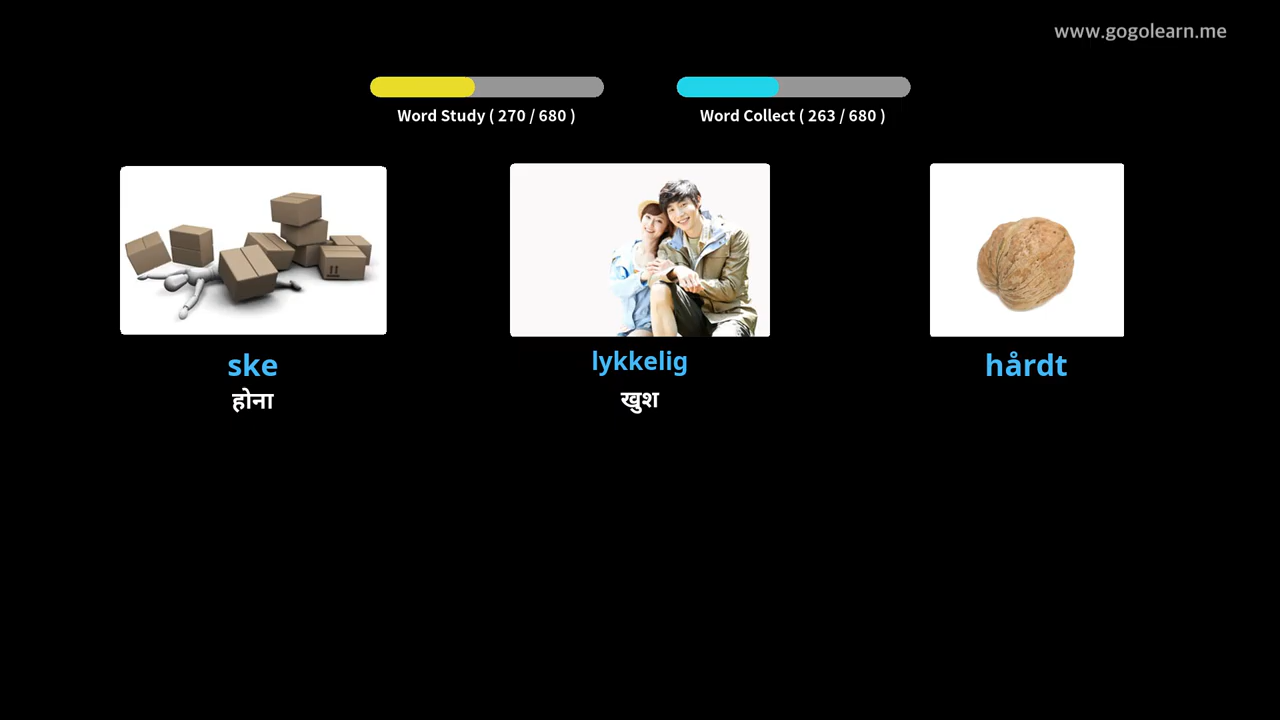 www.gogolearn.me
Word Study ( 270 / 680 )
Word Collect ( 263 / 680 )
ske
होना
lykkelig
खुश
hårdt